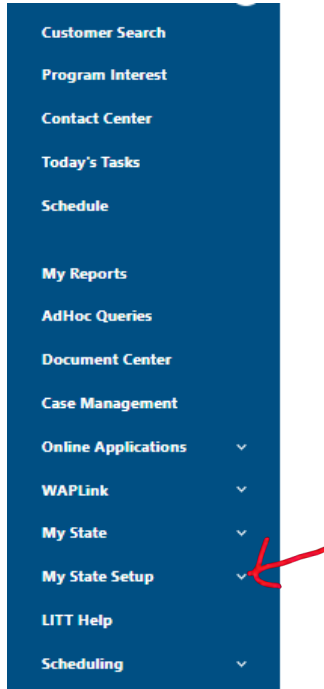 Customer Search
Program Interest
Contact Center
Today's Tasks
Schedule
My Reports
AdHoc Queries
Document Center
Case Management
Online Applications
WAPLink
My State
My State Setup
LITT Help
Scheduling